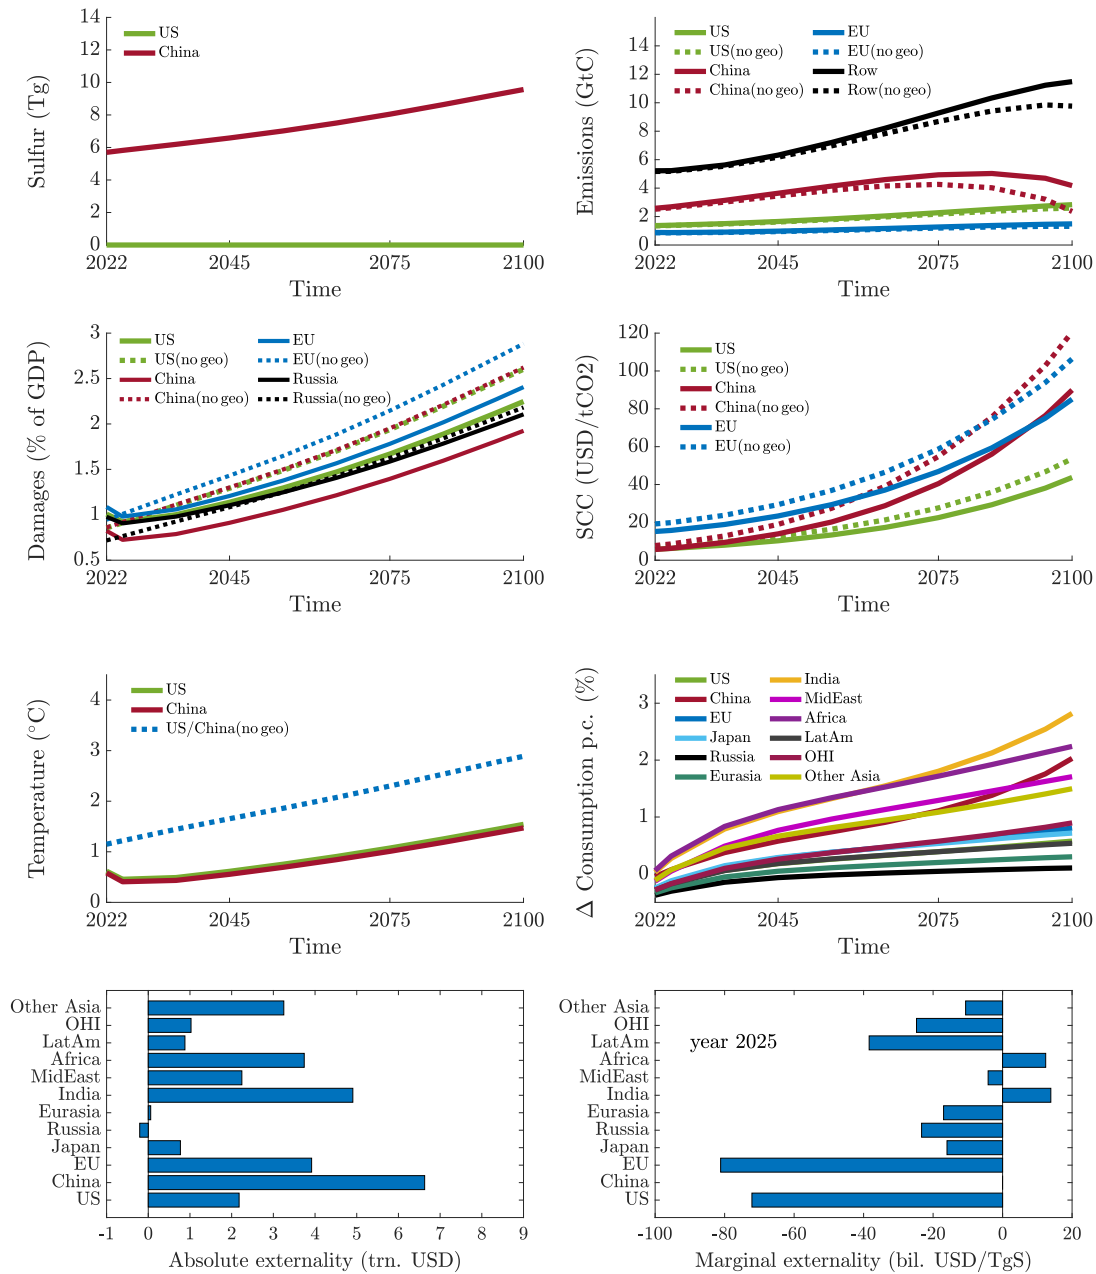 14
12
10
8
6
4
2
0
Sulfur (Tg)
US
China
2022 2045 2075 2100
Time
14
12
10
8
6
4
2
0
Emissions (GtC)
US
US(no geo)
China
China(no geo)
EU
EU(no geo)
Row
Row(no geo)
2022 2045 2075 2100
Time
3
2.5
2
1.5
1
0.5
Damages (% of GDP)
US
US(no geo)
China
China(no geo)
EU
EU(no geo)
Russia
Russia(no geo)
2022 2045 2075 2100
Time
120
100
80
60
40
20
0
SCC (USD/tCO2)
US
US(no geo)
China
China(no geo)
EU
EU(no geo)
2022 2045 2075 2100
Time
4
3
2
1
0
Temperature (°C)
US
China
US/China(no geo)
2022 2045 2075 2100
Time
3
2
1
0
Δ Consumption p.c. (%)
US
China
EU
Japan
Russia
Eurasia
India
MidEast
Africa
LatAm
OHI
Other Asia
2022 2045 2075 2100
Time
Other Asia
OHI
LatAm
Africa
MidEast
India
Eurasia
Russia
Japan
EU
China
US
-1 0 1 2 3 4 5 6 7 8 9
Absolute externality (trn. USD)
Other Asia
OHI
LatAm
Africa
MidEast
India
Eurasia
Russia
Japan
EU
China
US
year 2025
-100 -80 -60 -40 -20 0 20
Marginal externality (bil. USD/TgS)